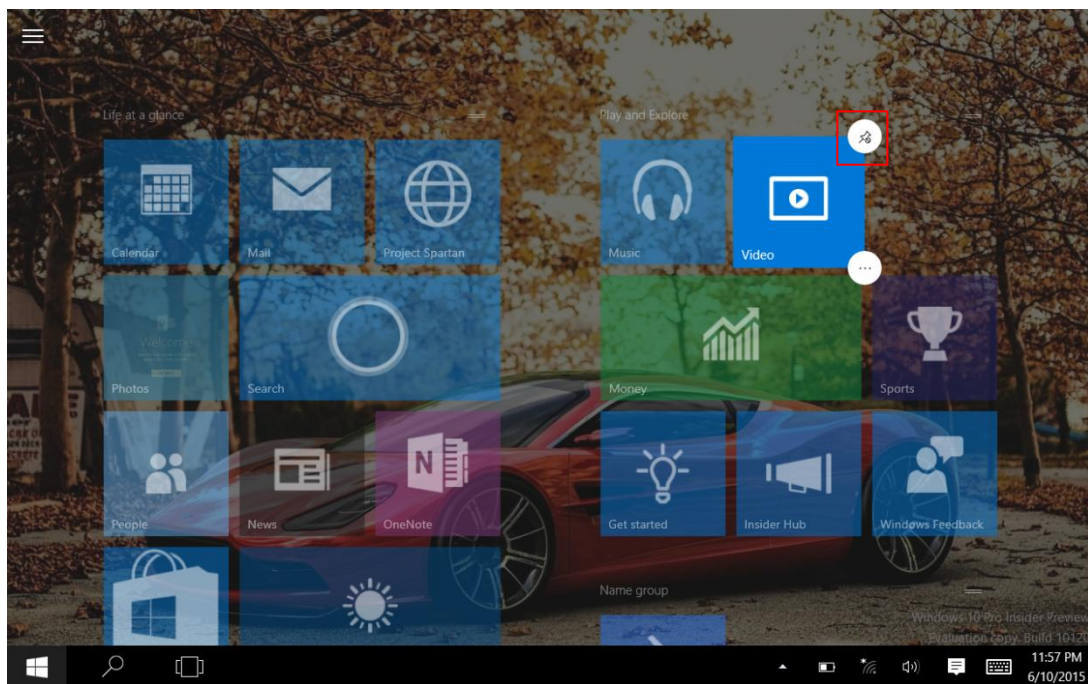 Life at a glance
Play and Explore
Calendar
Mail
Project Spartan
Music
Video
Welcome
Photos
Search
Money
Sports
N
People
News
OneNote
Get started
Insider Hub
Windows Feedback
Name group
Windows 10 Pro Insider Preview
Evaluation copy. Build 10120
11:57 PM
6/10/2015